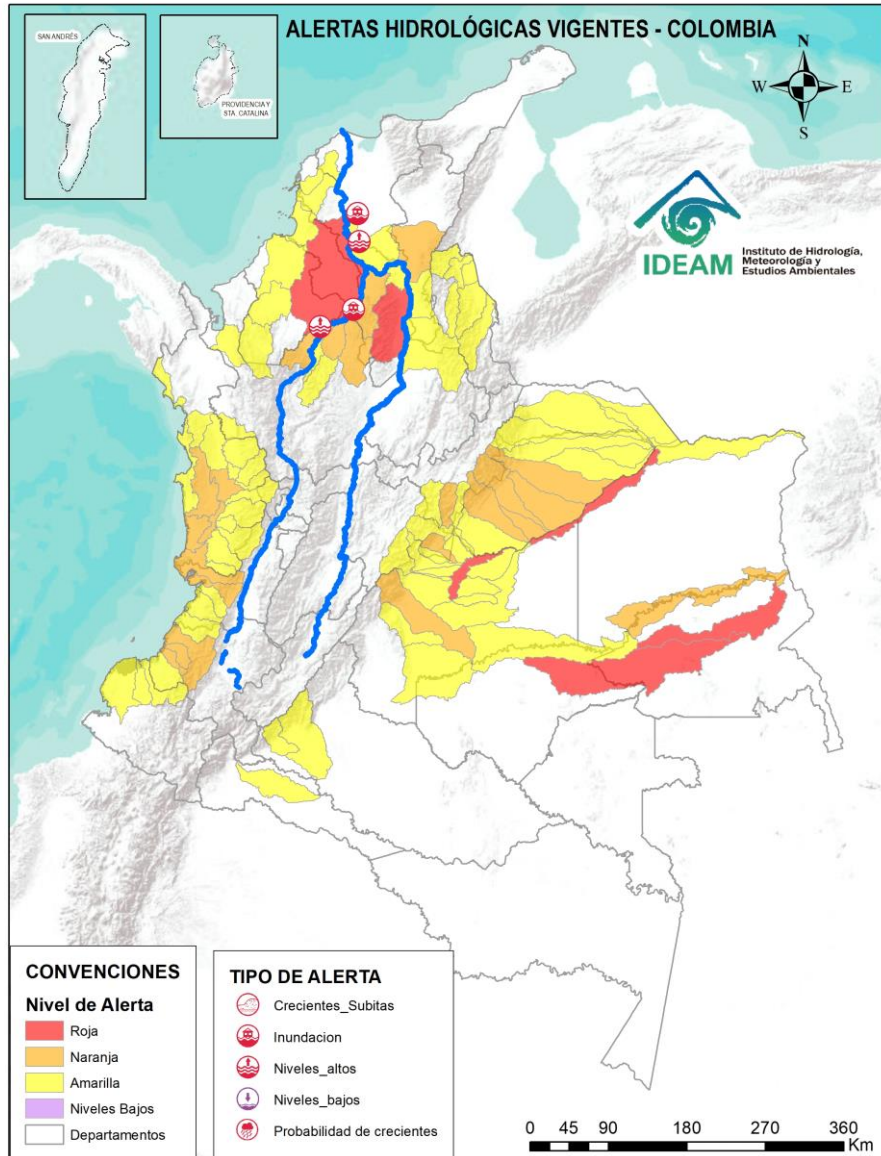 ALERTAS HIDROLÓGICAS VIGENTES - COLOMBIA
SAN ANDRÉS
PROVIDENCIA Y
STA. CATALINA
N
W
E
S
IDEAM
Instituto de Hidrología,
Meteorología y
Estudios Ambientales
CONVENCIONES
Nivel de Alerta
Roja
Naranja
Amarilla
Niveles Bajos
Departamentos
TIPO DE ALERTA
Crecientes_Subitas
Inundacion
Niveles_altos
Niveles_bajos
Probabilidad de crecientes
0 45 90 180 270 360
Km